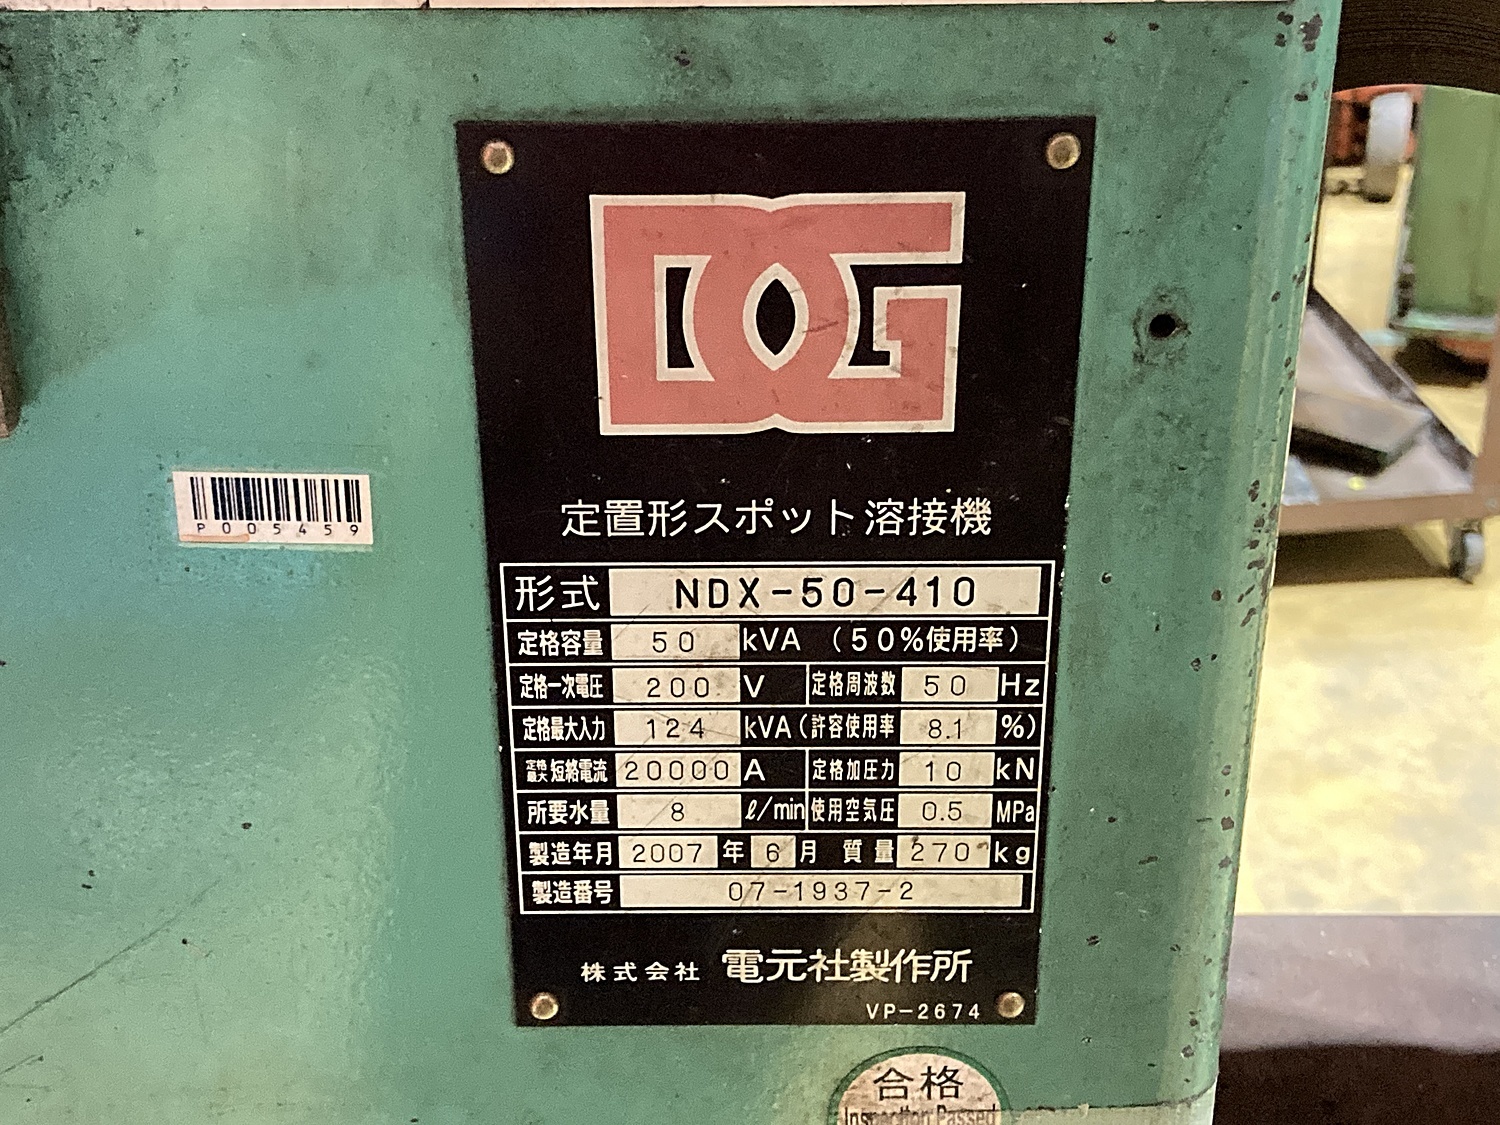 DG
P005459
定置形スポット溶接機
形式 NDX-50-410
定格容量 50 kVA (50%使用率)
定格一次電圧 200 V 定格周波数 50 Hz
定格最大入力 124 kVA (許容使用率 8.1 %)
定格最大短絡電流 20000 A 定格加圧力 10 kN
所要水量 8 ℓ/min 使用空気圧 0.5 MPa
製造年月 2007 年 6 月 質量 270 kg
製造番号 07-1937-2
株式会社 電元社製作所
VP-2674
合格
Inspection Passed